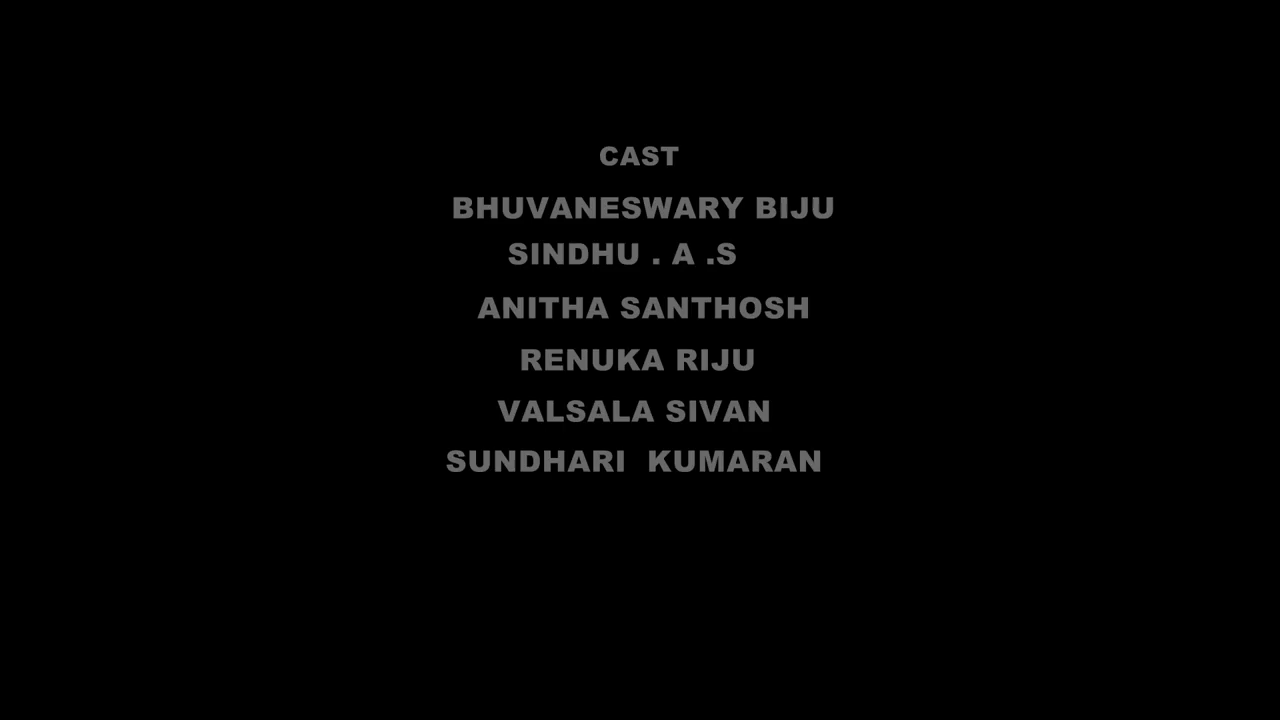 CAST
BHUVANESWARY BIJU
SINDHU . A .S
ANITHA SANTHOSH
RENUKA RIJU
VALSALA SIVAN
SUNDHARI  KUMARAN